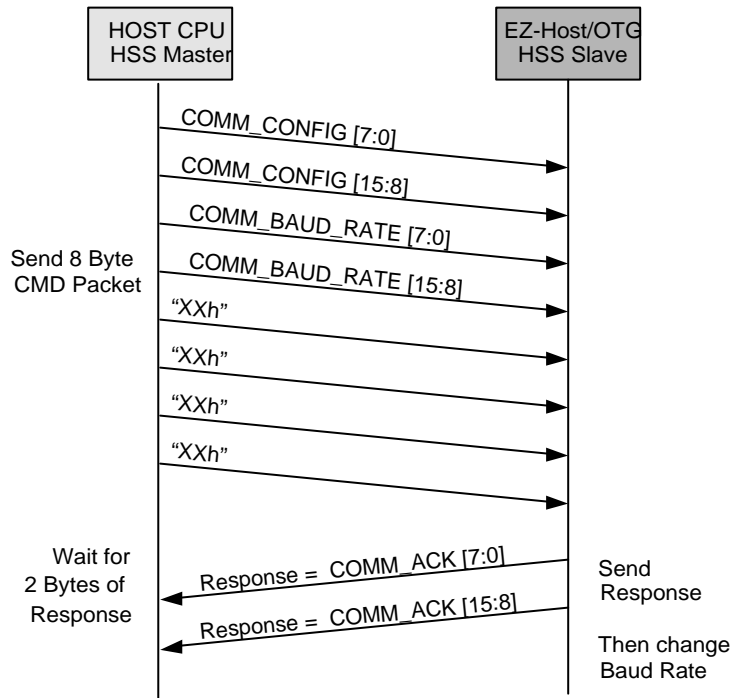 HOST CPU
HSS Master
EZ-Host/OTG
HSS Slave
COMM_CONFIG [7:0]
COMM_CONFIG [15:8]
COMM_BAUD_RATE [7:0]
Send 8 Byte
CMD Packet
COMM_BAUD_RATE [15:8]
“XXh”
“XXh”
“XXh”
“XXh”
Wait for
2 Bytes of
Response
Response = COMM_ACK [7:0]
Response = COMM_ACK [15:8]
Send
Response
Then change
Baud Rate